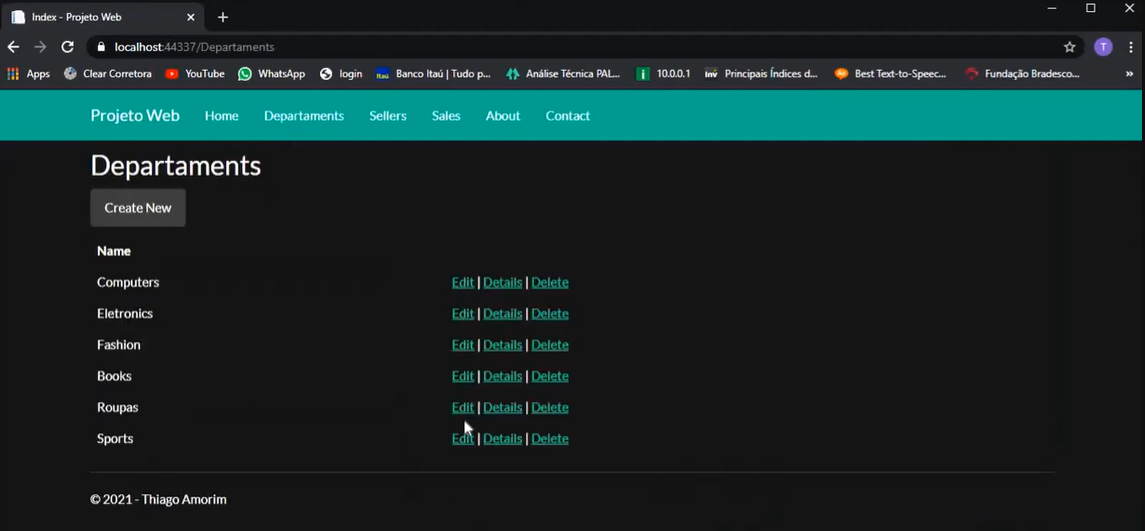 Index - Projeto Web
localhost:44337/Departaments
T
Apps Clear Corretora YouTube WhatsApp login Itaú Banco Itaú | Tudo p... Análise Técnica PAL... i 10.0.0.1 inv Principais Índices d... Best Text-to-Speec... Fundação Bradesco... »
Projeto Web Home Departaments Sellers Sales About Contact
Departaments
Create New
Name
Computers Edit | Details | Delete
Eletronics Edit | Details | Delete
Fashion Edit | Details | Delete
Books Edit | Details | Delete
Roupas Edit | Details | Delete
Sports Edit | Details | Delete
© 2021 - Thiago Amorim